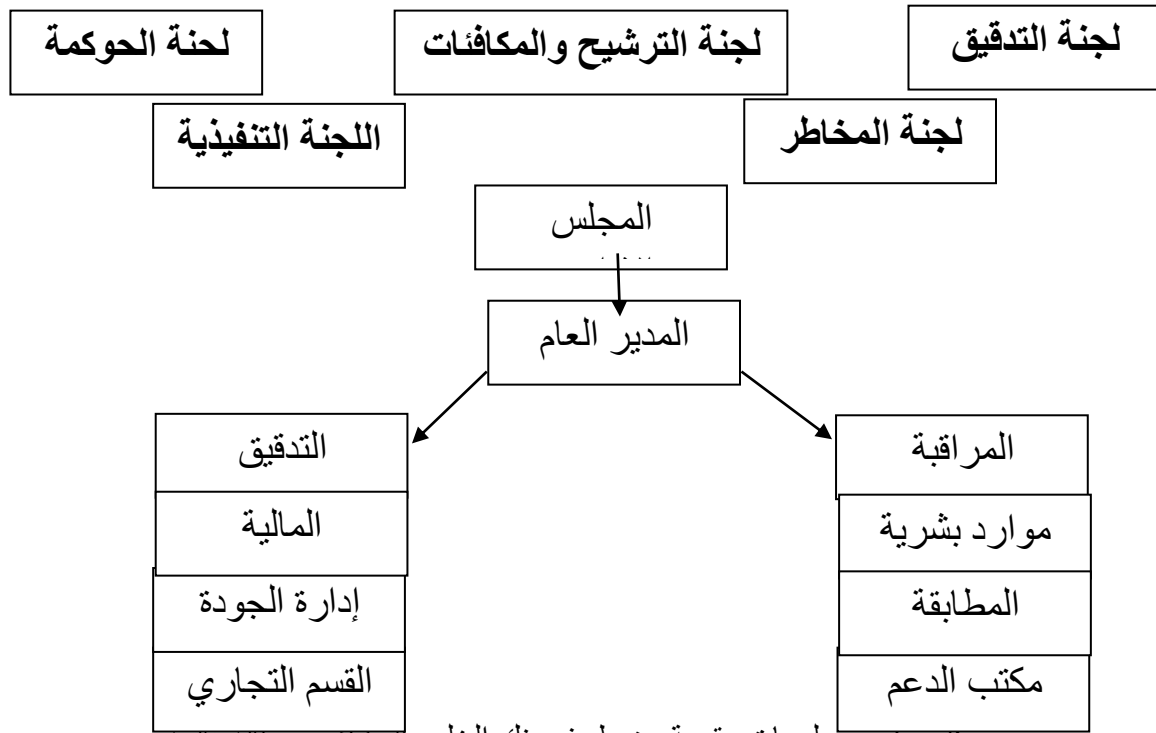 لجنة التدقيق
لجنة الترشيح والمكافئات
لحنة الحوكمة
لجنة المخاطر
اللجنة التنفيذية
المجلس
المدير العام
المراقبة
التدقيق
موارد بشرية
المالية
المطابقة
إدارة الجودة
مكتب الدعم
القسم التجاري